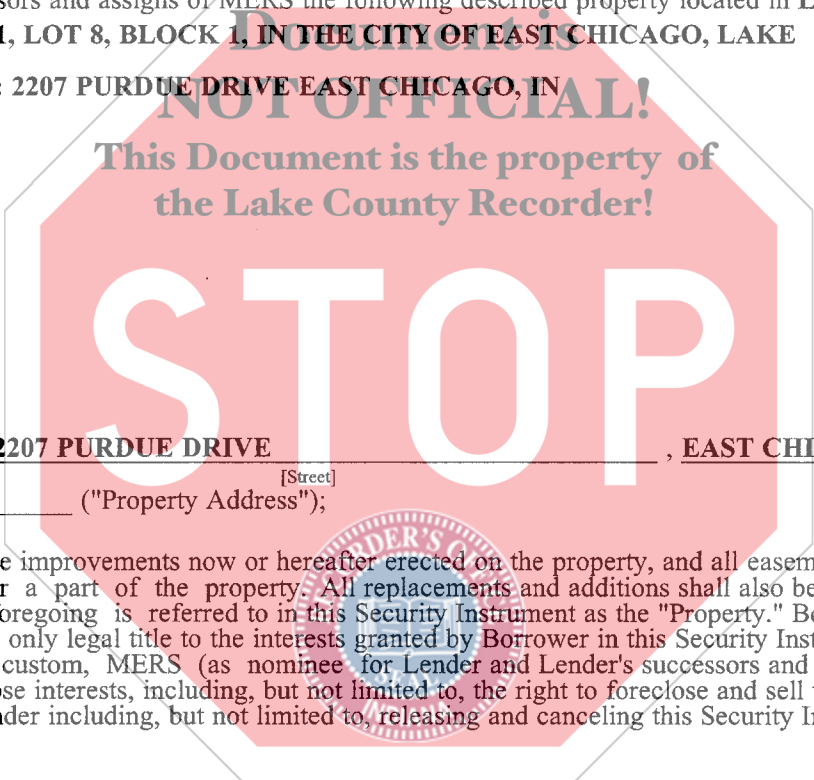 sors and assigns of MERS the following described property located in L
1, LOT 8, BLOCK 1, IN THE CITY OF EAST CHICAGO, LAKE
: 2207 PURDUE DRIVE EAST CHICAGO, IN
Document is
NOT OFFICIAL!
This Document is the property of
the Lake County Recorder!
STOP
2207 PURDUE DRIVE , EAST CHI
[Street]
("Property Address");
e improvements now or hereafter erected on the property, and all easem
r a part of the property. All replacements and additions shall also be
oregoing is referred to in this Security Instrument as the "Property." Bo
only legal title to the interests granted by Borrower in this Security Inst
custom, MERS (as nominee for Lender and Lender's successors and
ose interests, including, but not limited to, the right to foreclose and sell
nder including, but not limited to, releasing and canceling this Security In
RECORDER'S OFFICE
SEAL
INDIANA